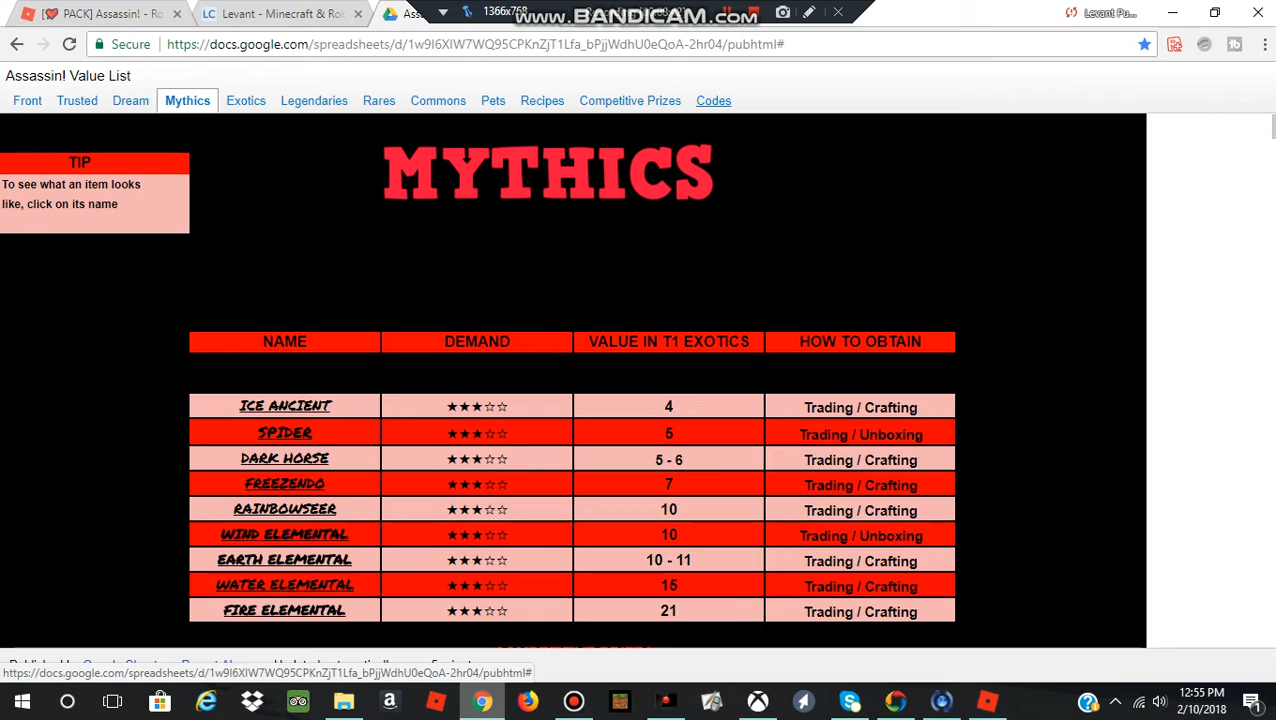 [❤ PACK] Assassin! - Ro
Levant - Minecraft & Rob
Ass
1366x768
WWW.BANDICAM.COM
Levant Pu...
Secure
https://docs.google.com/spreadsheets/d/1w9I6XIW7WQ95CPKnZjT1Lfa_bPjjWdhU0eQoA-2hr04/pubhtml#
Assassin! Value List
Front Trusted Dream Mythics Exotics Legendaries Rares Commons Pets Recipes Competitive Prizes Codes
TIP
To see what an item looks
like, click on its name
MYTHICS
NAME DEMAND VALUE IN T1 EXOTICS HOW TO OBTAIN
ICE ANCIENT ★★★☆☆ 4 Trading / Crafting
SPIDER ★★★☆☆ 5 Trading / Unboxing
DARK HORSE ★★★☆☆ 5 - 6 Trading / Crafting
FREEZENDO ★★★☆☆ 7 Trading / Crafting
RAINBOWSEER ★★★☆☆ 10 Trading / Crafting
WIND ELEMENTAL ★★★☆☆ 10 Trading / Unboxing
EARTH ELEMENTAL ★★★☆☆ 10 - 11 Trading / Crafting
WATER ELEMENTAL ★★★☆☆ 15 Trading / Crafting
FIRE ELEMENTAL ★★★☆☆ 21 Trading / Crafting
https://docs.google.com/spreadsheets/d/1w9I6XIW7WQ95CPKnZjT1Lfa_bPjjWdhU0eQoA-2hr04/pubhtml#
12:55 PM
2/10/2018